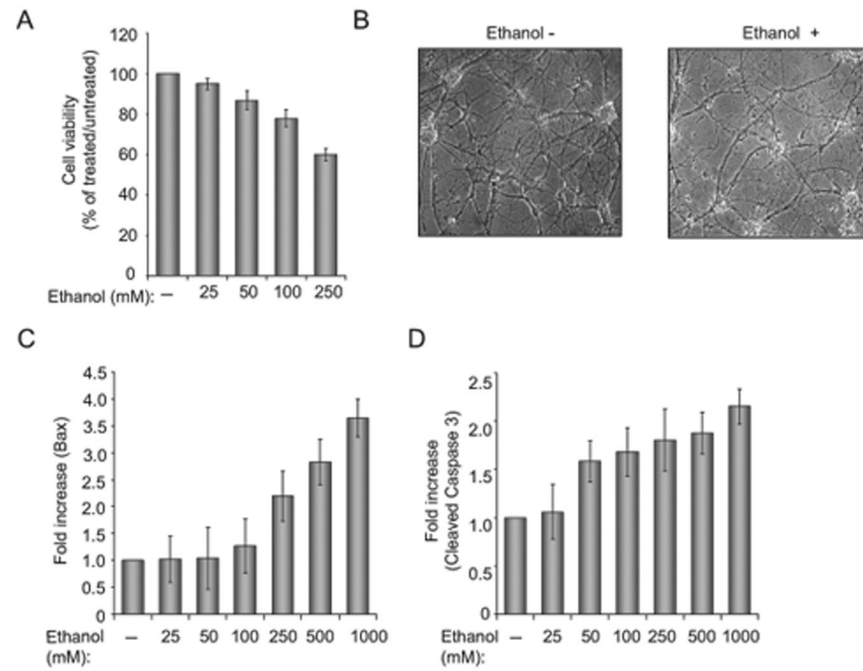 A
120
100
80
60
40
20
0
Cell viability
(% of treated/untreated)
Ethanol (mM): – 25 50 100 250
B
Ethanol -
Ethanol +
C
4.5
4.0
3.5
3.0
2.5
2.0
1.5
1.0
0.5
0
Fold increase (Bax)
Ethanol – 25 50 100 250 500 1000
(mM):
D
2.5
2.0
1.5
1.0
0.5
0
Fold increase
(Cleaved Caspase 3)
Ethanol – 25 50 100 250 500 1000
(mM):